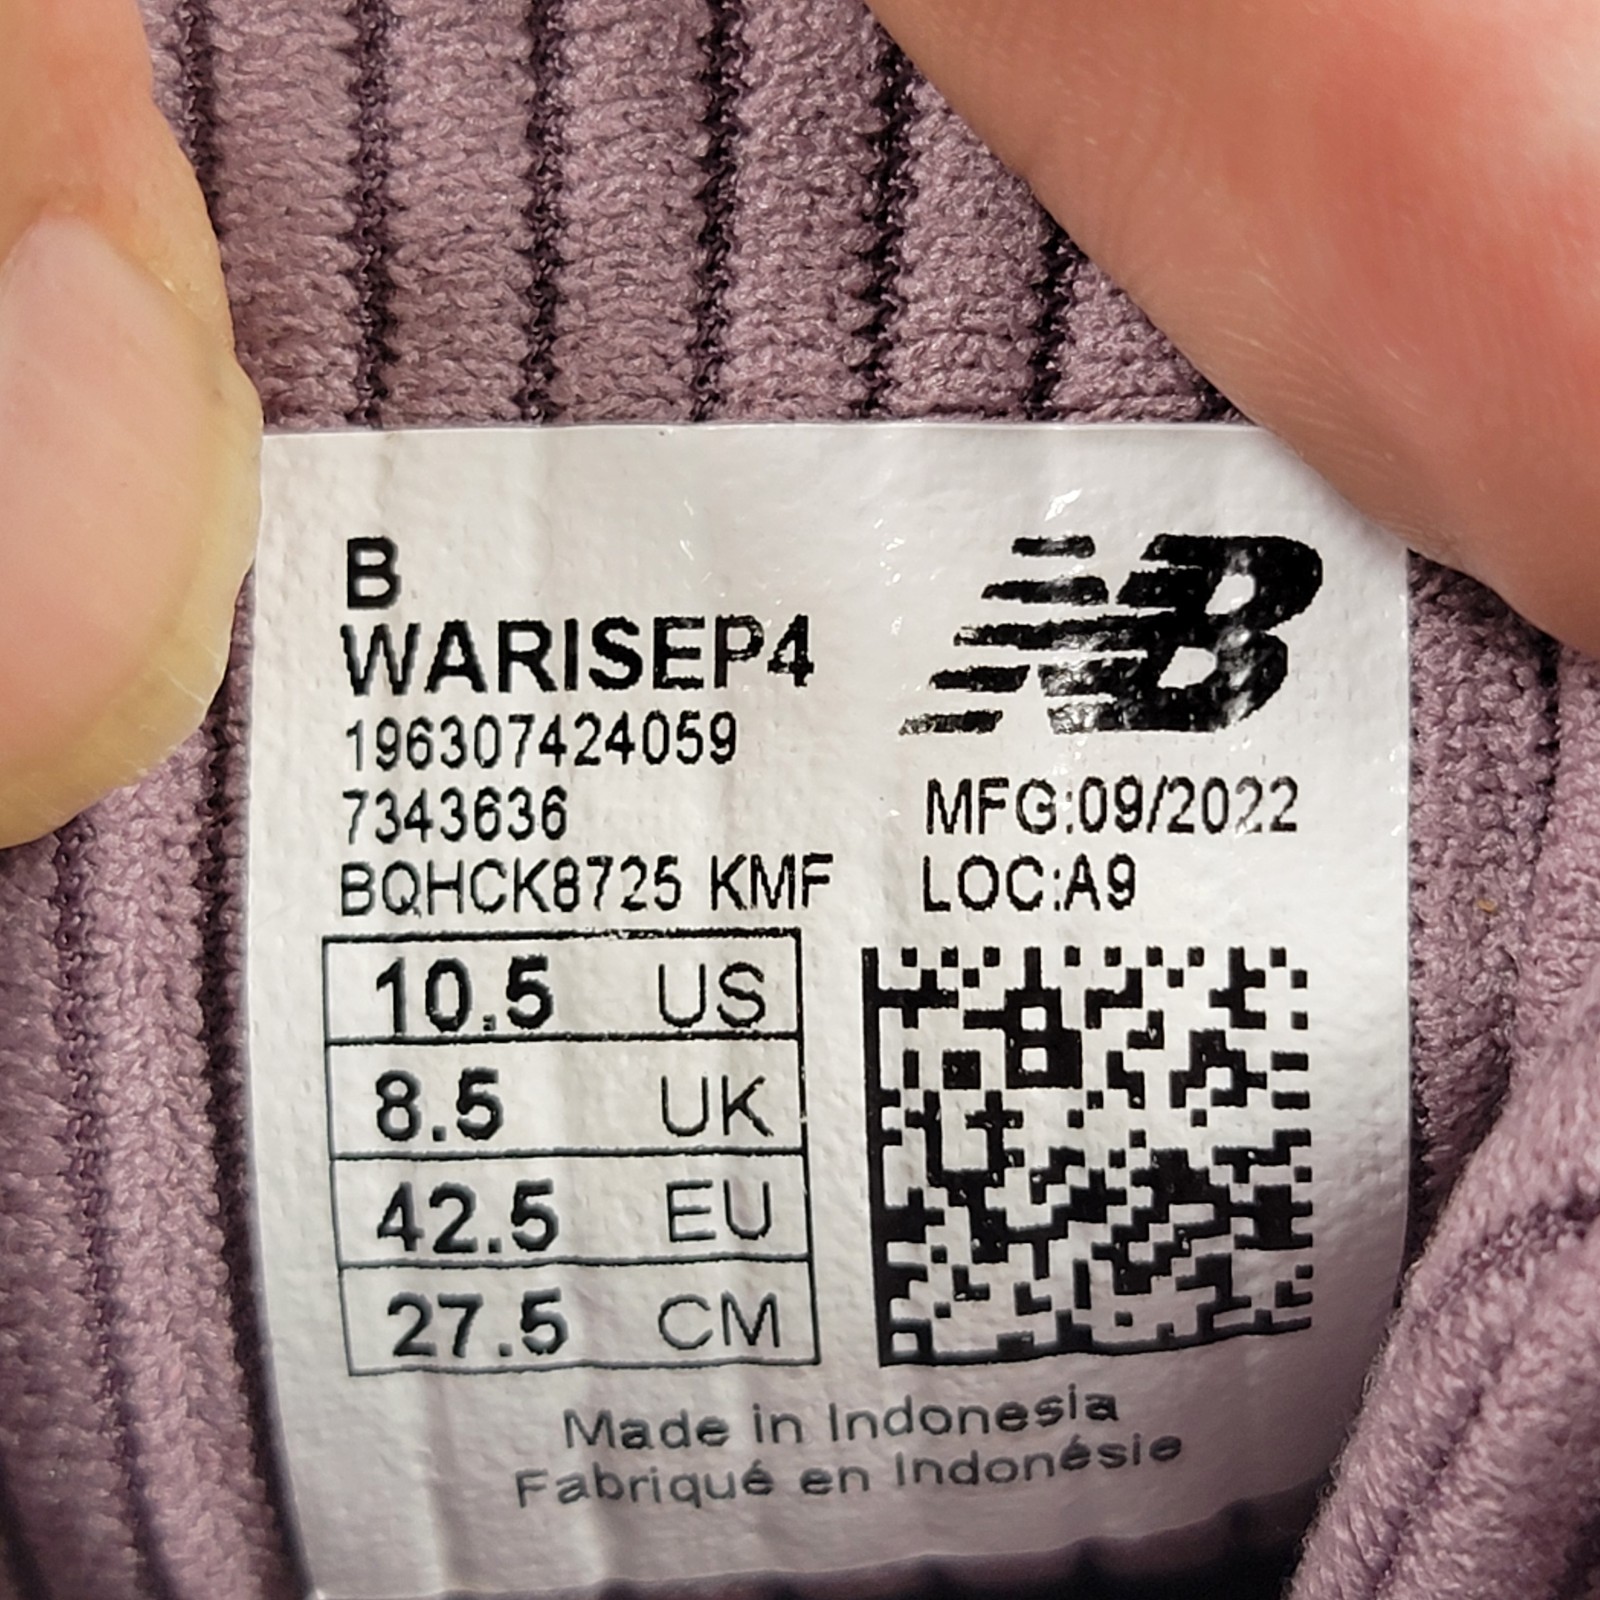 B
WARISEP4
196307424059
7343636
BQHCK8725 KMF
NB
MFG:09/2022
LOC:A9
10.5 US
8.5 UK
42.5 EU
27.5 CM
Made in Indonesia
Fabriqué en Indonésie